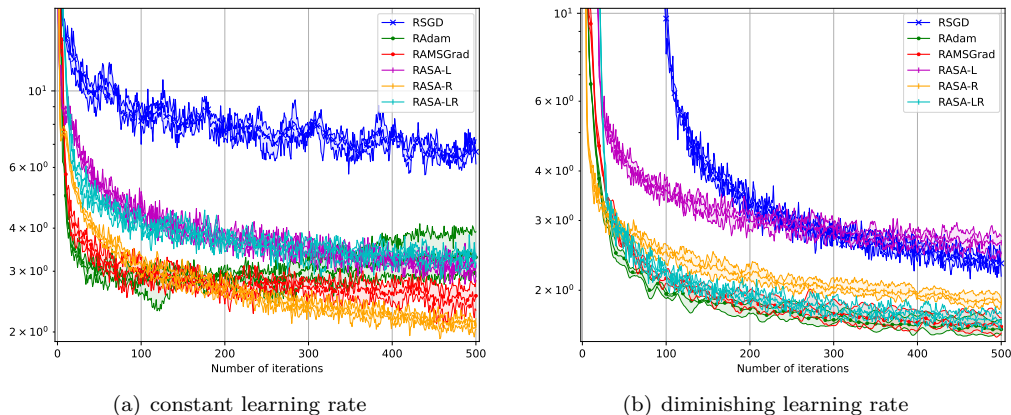 RSGD
RAdam
RAMSGrad
RASA-L
RASA-R
RASA-LR
10¹
6 × 10⁰
4 × 10⁰
3 × 10⁰
2 × 10⁰
0 100 200 300 400 500
Number of iterations
(a) constant learning rate
10¹
RSGD
RAdam
RAMSGrad
RASA-L
RASA-R
RASA-LR
6 × 10⁰
4 × 10⁰
3 × 10⁰
2 × 10⁰
0 100 200 300 400 500
Number of iterations
(b) diminishing learning rate